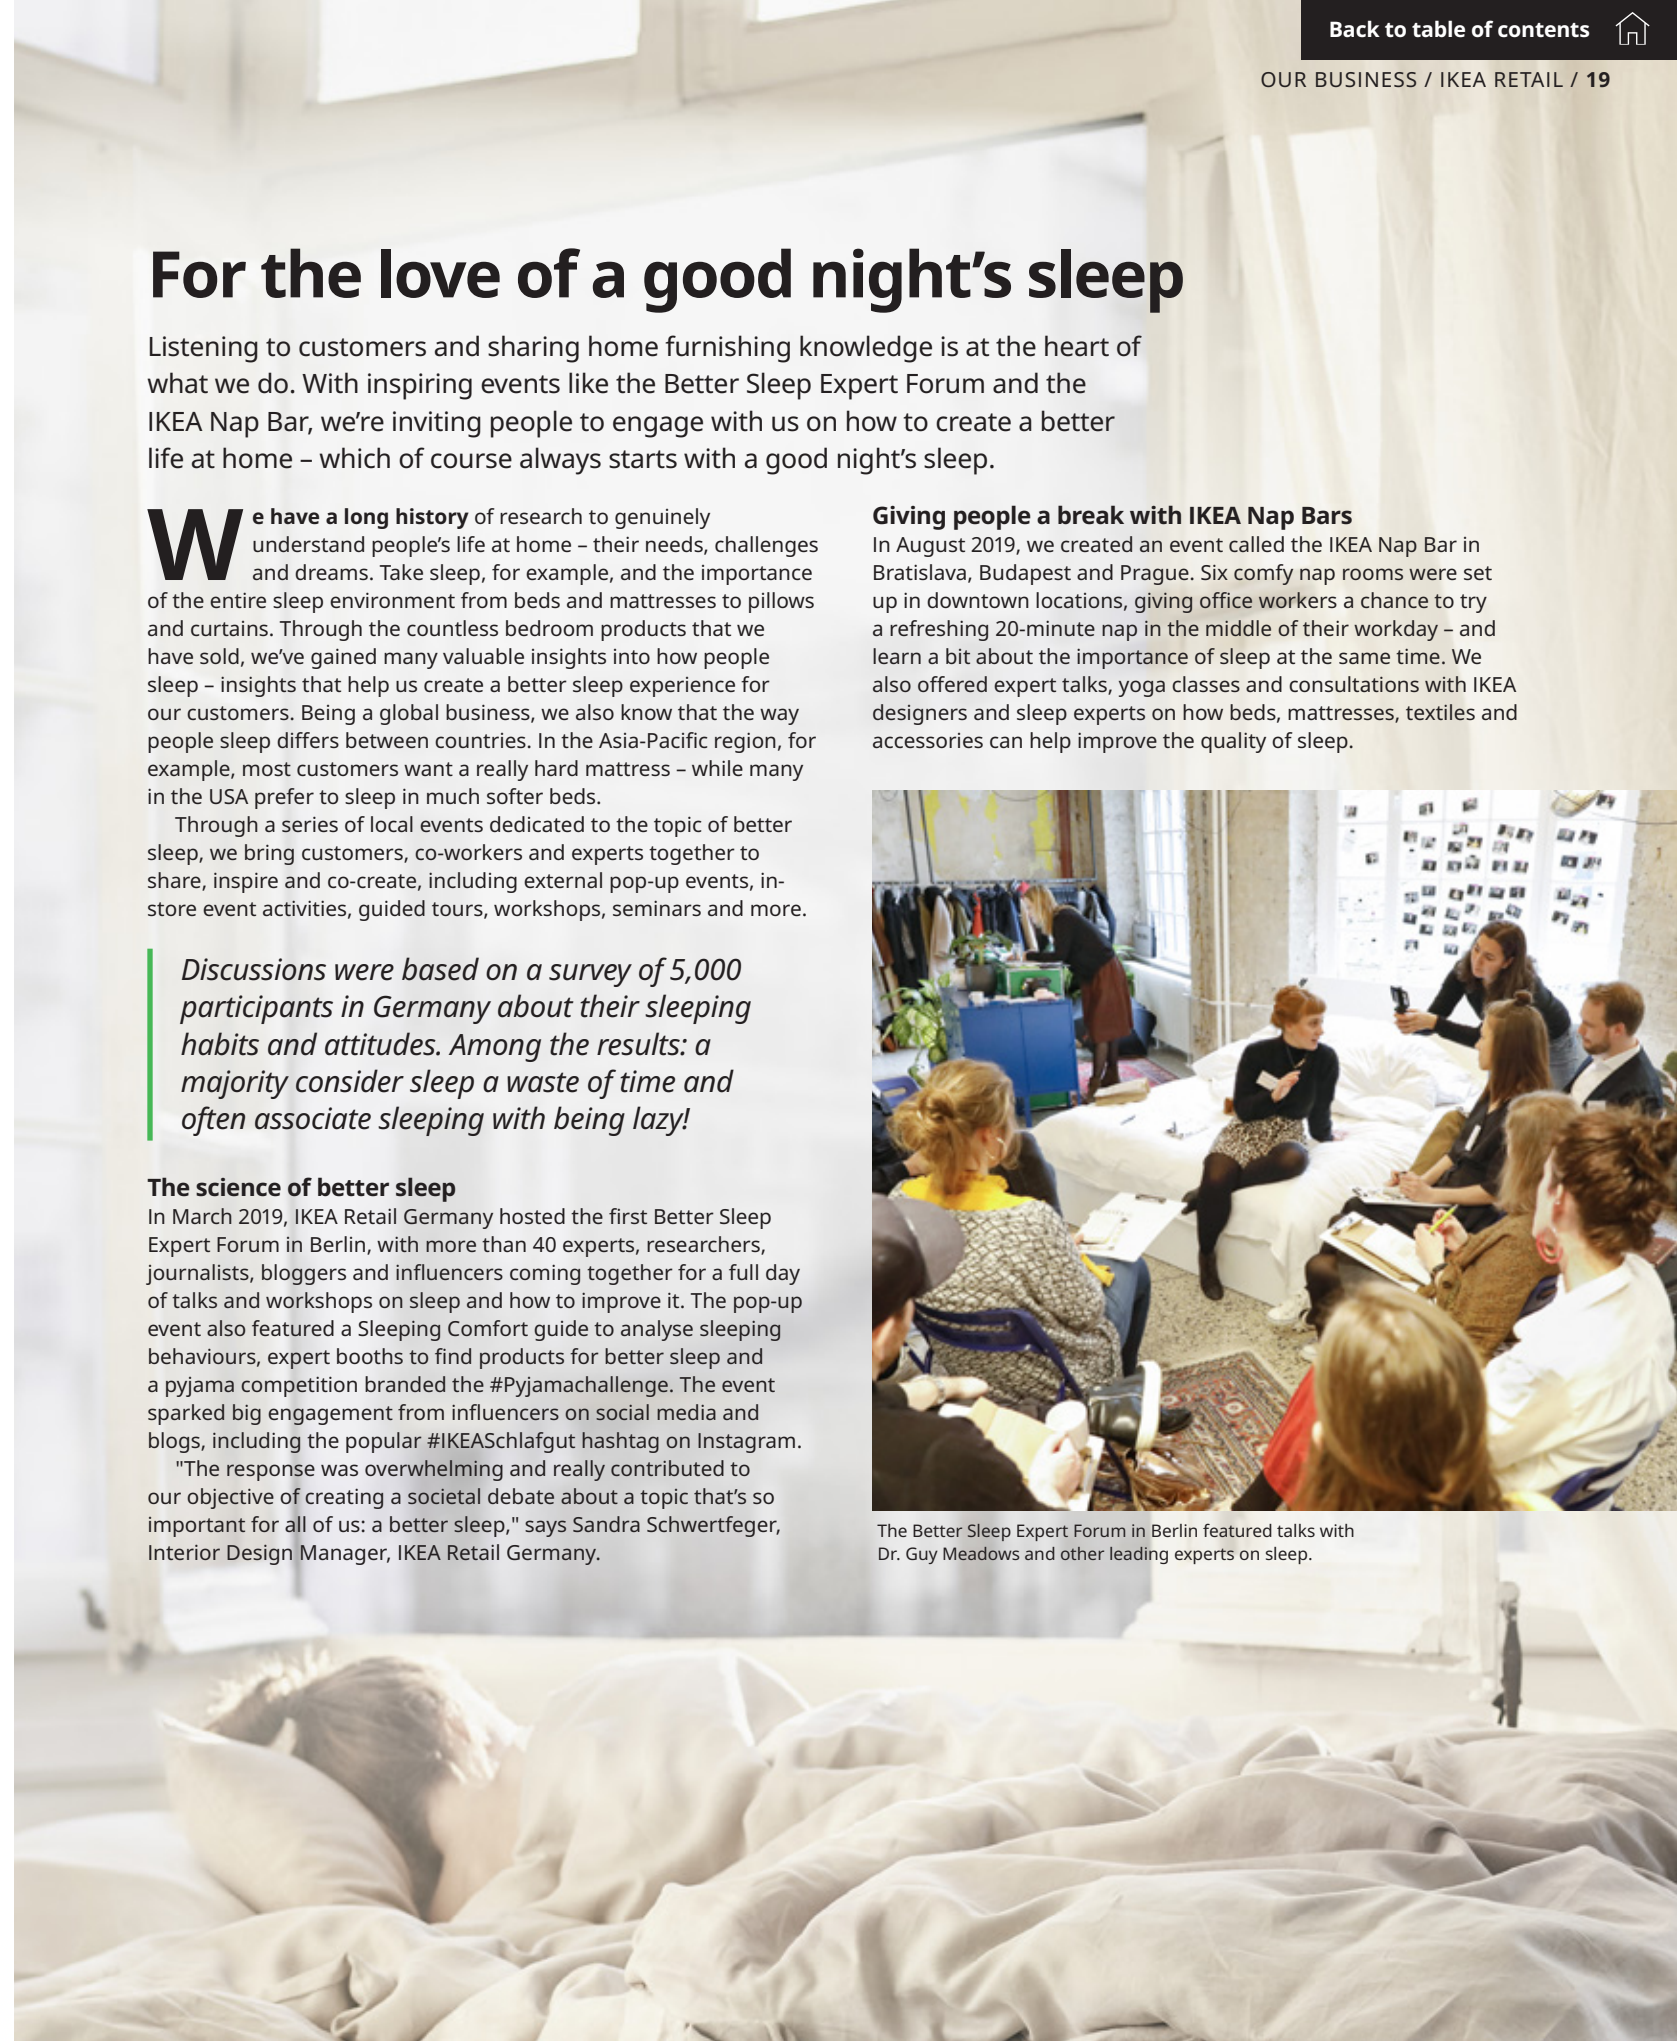 Back to table of contents
OUR BUSINESS / IKEA RETAIL / 19
For the love of a good night’s sleep
Listening to customers and sharing home furnishing knowledge is at the heart of
what we do. With inspiring events like the Better Sleep Expert Forum and the
IKEA Nap Bar, we’re inviting people to engage with us on how to create a better
life at home – which of course always starts with a good night’s sleep.
We have a long history of research to genuinely
understand people’s life at home – their needs, challenges
and dreams. Take sleep, for example, and the importance
of the entire sleep environment from beds and mattresses to pillows
and curtains. Through the countless bedroom products that we
have sold, we’ve gained many valuable insights into how people
sleep – insights that help us create a better sleep experience for
our customers. Being a global business, we also know that the way
people sleep differs between countries. In the Asia-Pacific region, for
example, most customers want a really hard mattress – while many
in the USA prefer to sleep in much softer beds.
Through a series of local events dedicated to the topic of better
sleep, we bring customers, co-workers and experts together to
share, inspire and co-create, including external pop-up events, in-
store event activities, guided tours, workshops, seminars and more.
Discussions were based on a survey of 5,000
participants in Germany about their sleeping
habits and attitudes. Among the results: a
majority consider sleep a waste of time and
often associate sleeping with being lazy!
The science of better sleep
In March 2019, IKEA Retail Germany hosted the first Better Sleep
Expert Forum in Berlin, with more than 40 experts, researchers,
journalists, bloggers and influencers coming together for a full day
of talks and workshops on sleep and how to improve it. The pop-up
event also featured a Sleeping Comfort guide to analyse sleeping
behaviours, expert booths to find products for better sleep and
a pyjama competition branded the #Pyjamachallenge. The event
sparked big engagement from influencers on social media and
blogs, including the popular #IKEASchlafgut hashtag on Instagram.
"The response was overwhelming and really contributed to
our objective of creating a societal debate about a topic that’s so
important for all of us: a better sleep," says Sandra Schwertfeger,
Interior Design Manager, IKEA Retail Germany.
Giving people a break with IKEA Nap Bars
In August 2019, we created an event called the IKEA Nap Bar in
Bratislava, Budapest and Prague. Six comfy nap rooms were set
up in downtown locations, giving office workers a chance to try
a refreshing 20-minute nap in the middle of their workday – and
learn a bit about the importance of sleep at the same time. We
also offered expert talks, yoga classes and consultations with IKEA
designers and sleep experts on how beds, mattresses, textiles and
accessories can help improve the quality of sleep.
The Better Sleep Expert Forum in Berlin featured talks with
Dr. Guy Meadows and other leading experts on sleep.